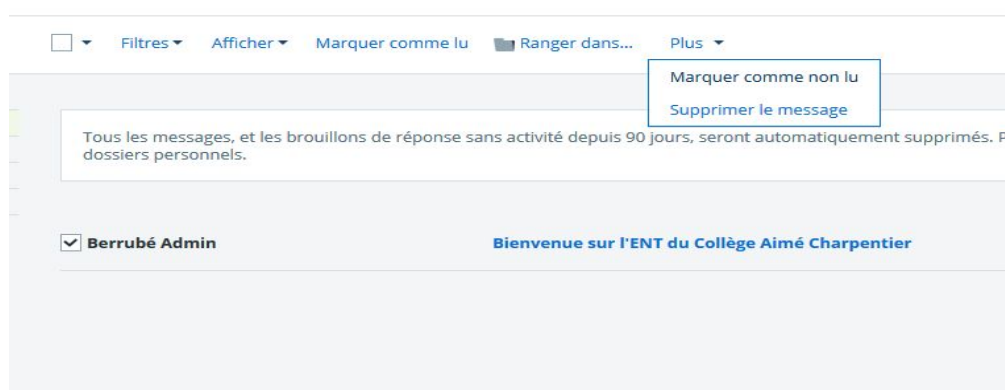 Filtres Afficher Marquer comme lu Ranger dans... Plus
Marquer comme non lu
Supprimer le message
Tous les messages, et les brouillons de réponse sans activité depuis 90 jours, seront automatiquement supprimés.
dossiers personnels.
Berrubé Admin Bienvenue sur l'ENT du Collège Aimé Charpentier